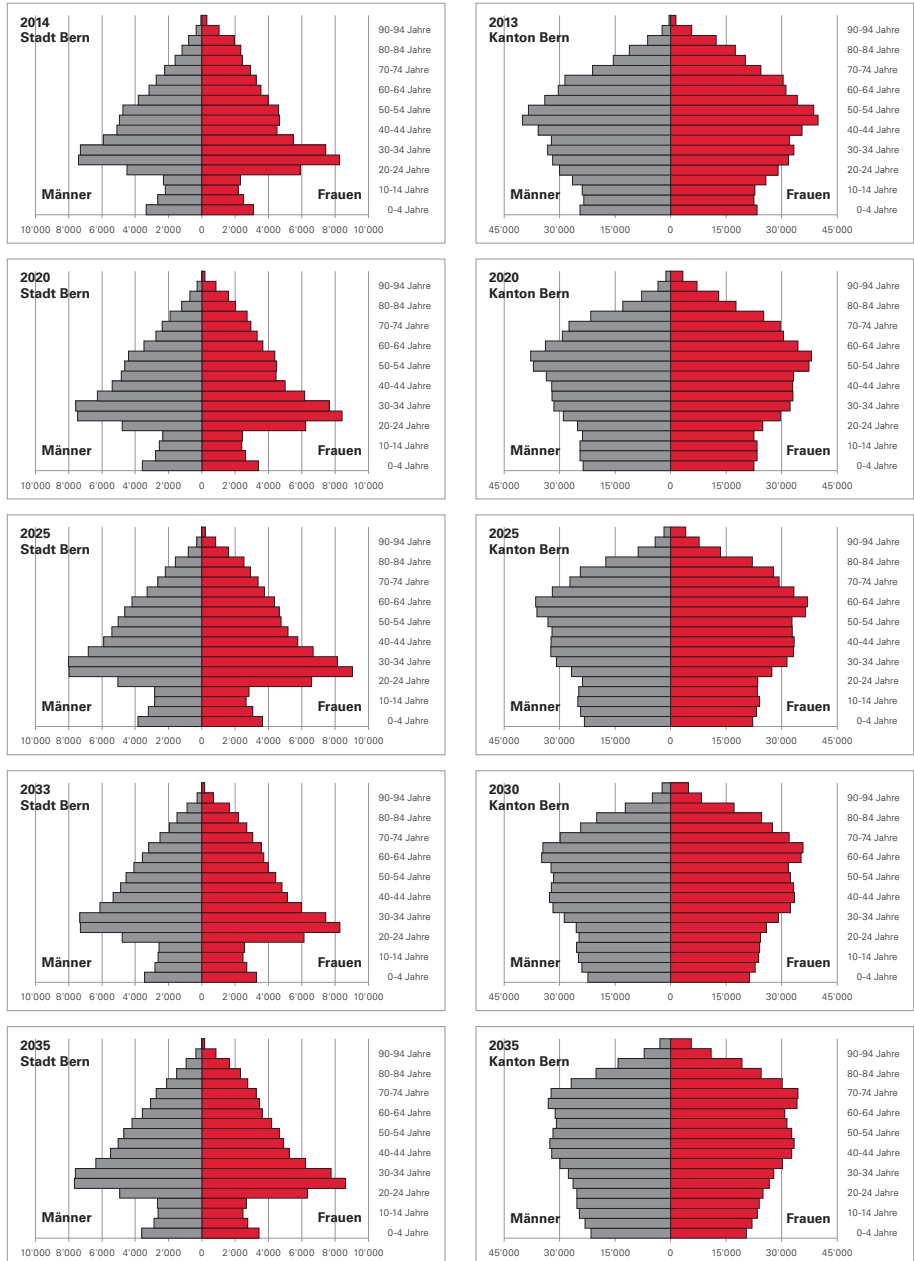 2014
Stadt Bern
90-94 Jahre
80-84 Jahre
70-74 Jahre
60-64 Jahre
50-54 Jahre
40-44 Jahre
30-34 Jahre
20-24 Jahre
10-14 Jahre
0-4 Jahre
Männer
Frauen
10'000 8'000 6'000 4'000 2'000 0 2'000 4'000 6'000 8'000 10'000
2013
Kanton Bern
90-94 Jahre
80-84 Jahre
70-74 Jahre
60-64 Jahre
50-54 Jahre
40-44 Jahre
30-34 Jahre
20-24 Jahre
10-14 Jahre
0-4 Jahre
Männer
Frauen
45'000 30'000 15'000 0 15'000 30'000 45'000
2020
Stadt Bern
90-94 Jahre
80-84 Jahre
70-74 Jahre
60-64 Jahre
50-54 Jahre
40-44 Jahre
30-34 Jahre
20-24 Jahre
10-14 Jahre
0-4 Jahre
Männer
Frauen
10'000 8'000 6'000 4'000 2'000 0 2'000 4'000 6'000 8'000 10'000
2020
Kanton Bern
90-94 Jahre
80-84 Jahre
70-74 Jahre
60-64 Jahre
50-54 Jahre
40-44 Jahre
30-34 Jahre
20-24 Jahre
10-14 Jahre
0-4 Jahre
Männer
Frauen
45'000 30'000 15'000 0 15'000 30'000 45'000
2025
Stadt Bern
90-94 Jahre
80-84 Jahre
70-74 Jahre
60-64 Jahre
50-54 Jahre
40-44 Jahre
30-34 Jahre
20-24 Jahre
10-14 Jahre
0-4 Jahre
Männer
Frauen
10'000 8'000 6'000 4'000 2'000 0 2'000 4'000 6'000 8'000 10'000
2025
Kanton Bern
90-94 Jahre
80-84 Jahre
70-74 Jahre
60-64 Jahre
50-54 Jahre
40-44 Jahre
30-34 Jahre
20-24 Jahre
10-14 Jahre
0-4 Jahre
Männer
Frauen
45'000 30'000 15'000 0 15'000 30'000 45'000
2033
Stadt Bern
90-94 Jahre
80-84 Jahre
70-74 Jahre
60-64 Jahre
50-54 Jahre
40-44 Jahre
30-34 Jahre
20-24 Jahre
10-14 Jahre
0-4 Jahre
Männer
Frauen
10'000 8'000 6'000 4'000 2'000 0 2'000 4'000 6'000 8'000 10'000
2030
Kanton Bern
90-94 Jahre
80-84 Jahre
70-74 Jahre
60-64 Jahre
50-54 Jahre
40-44 Jahre
30-34 Jahre
20-24 Jahre
10-14 Jahre
0-4 Jahre
Männer
Frauen
45'000 30'000 15'000 0 15'000 30'000 45'000
2035
Stadt Bern
90-94 Jahre
80-84 Jahre
70-74 Jahre
60-64 Jahre
50-54 Jahre
40-44 Jahre
30-34 Jahre
20-24 Jahre
10-14 Jahre
0-4 Jahre
Männer
Frauen
10'000 8'000 6'000 4'000 2'000 0 2'000 4'000 6'000 8'000 10'000
2035
Kanton Bern
90-94 Jahre
80-84 Jahre
70-74 Jahre
60-64 Jahre
50-54 Jahre
40-44 Jahre
30-34 Jahre
20-24 Jahre
10-14 Jahre
0-4 Jahre
Männer
Frauen
45'000 30'000 15'000 0 15'000 30'000 45'000